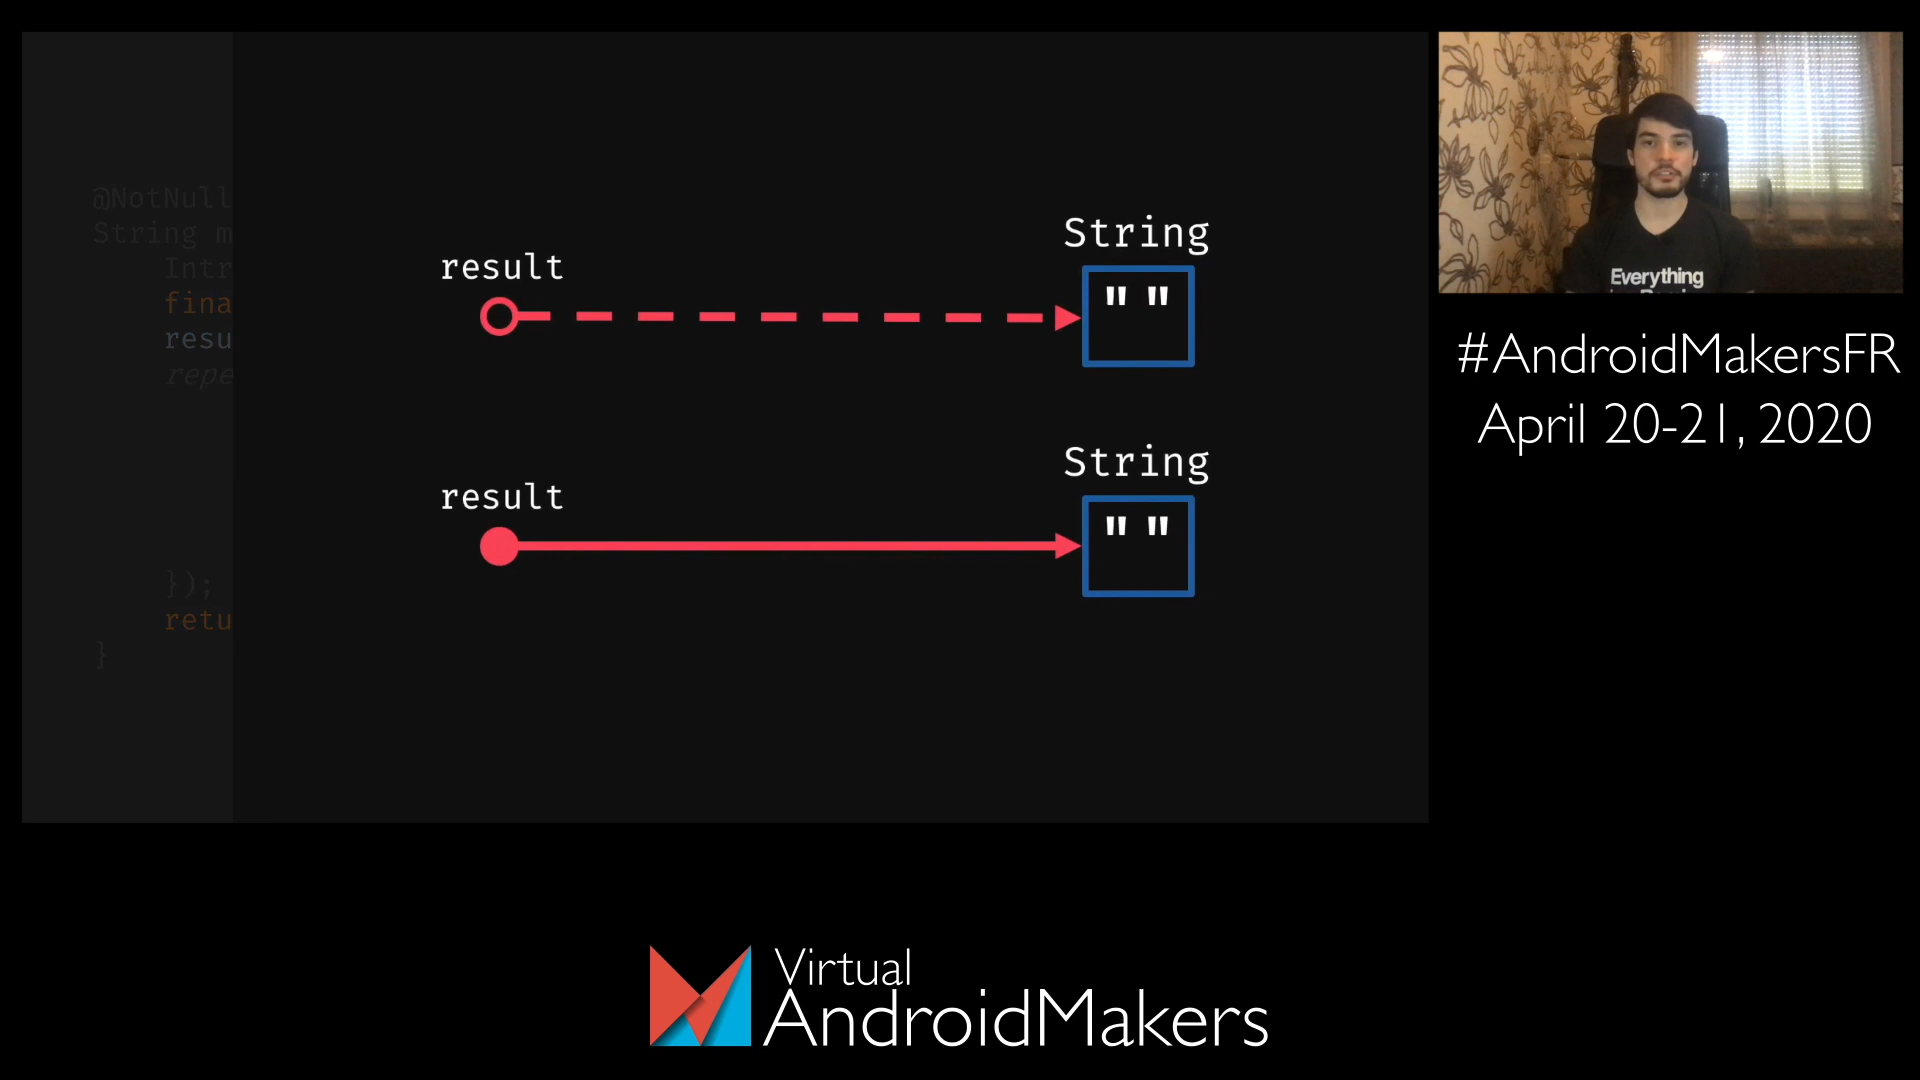 @NotNull
String m
Intr
fina
resu
repe
});
retu
}
result
String
""
result
String
""
Everything
#AndroidMakersFR
April 20-21, 2020
Virtual
AndroidMakers